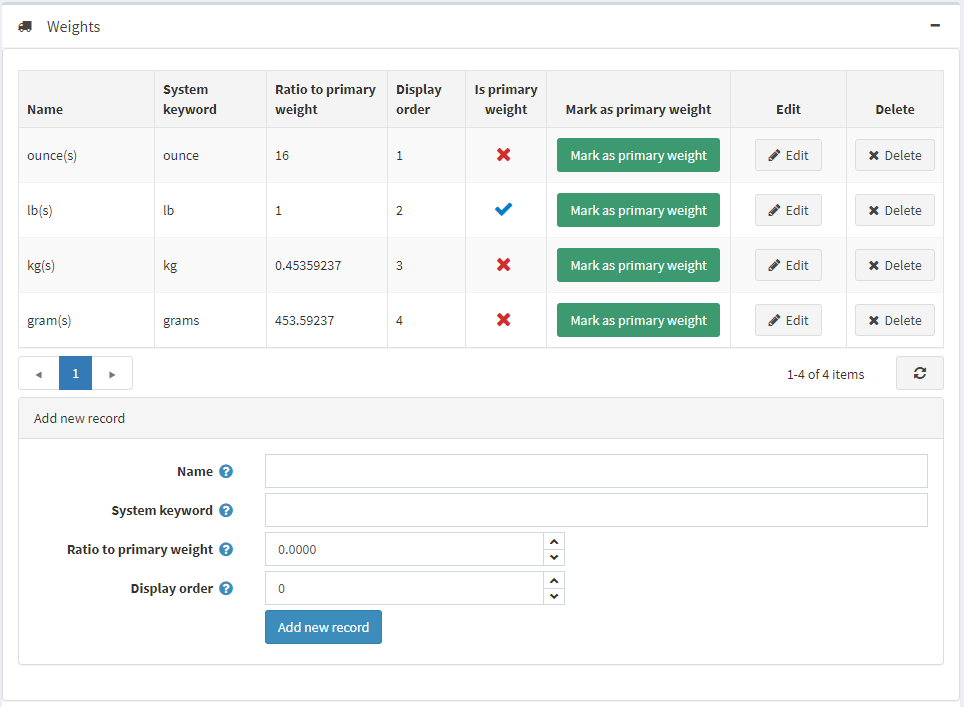 Weights
Name System keyword Ratio to primary weight Display order Is primary weight Mark as primary weight Edit Delete
ounce(s) ounce 16 1 Mark as primary weight Edit Delete
lb(s) lb 1 2 Mark as primary weight Edit Delete
kg(s) kg 0.45359237 3 Mark as primary weight Edit Delete
gram(s) grams 453.59237 4 Mark as primary weight Edit Delete
1 1-4 of 4 items
Add new record
Name ?
System keyword ?
Ratio to primary weight ? 0.0000
Display order ? 0
Add new record